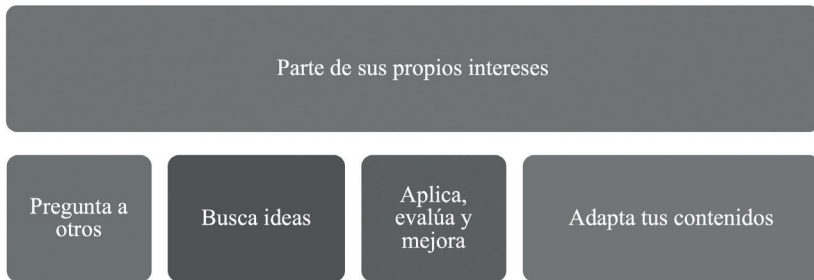 Parte de sus propios intereses
Pregunta a
otros
Busca ideas
Aplica,
evalúa y
mejora
Adapta tus contenidos